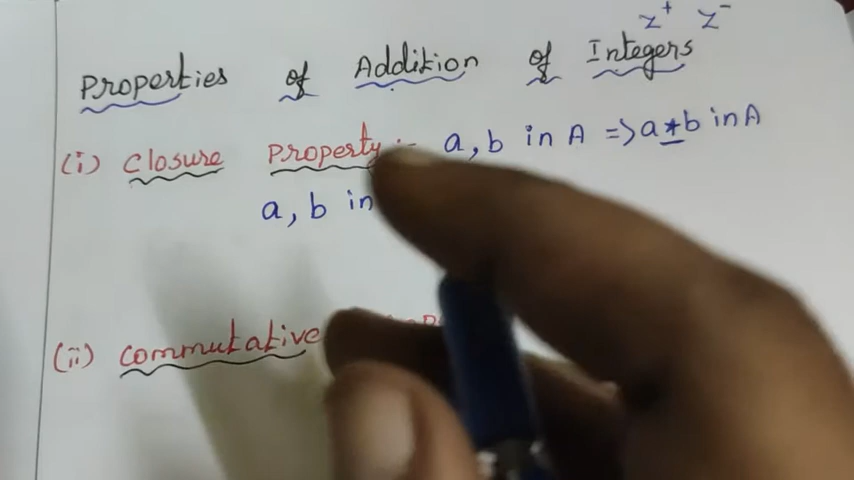 z⁺ z⁻
Properties of Addition of Integers
(i) Closure Property :- a, b in A => a * b in A
a, b in
(ii) Commutative